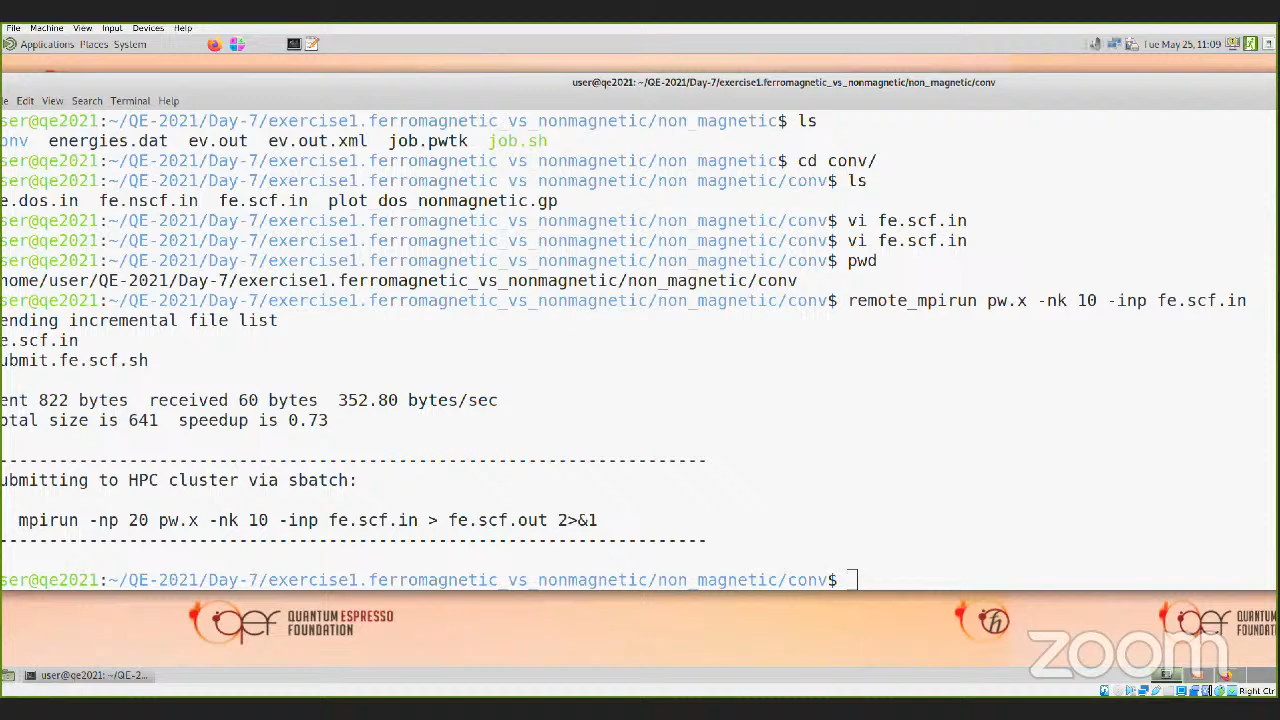 File Machine View Input Devices Help
Applications Places System Tue May 25, 11:09
user@qe2021: ~/QE-2021/Day-7/exercise1.ferromagnetic_vs_nonmagnetic/non_magnetic/conv
le Edit View Search Terminal Help
ser@qe2021:~/QE-2021/Day-7/exercise1.ferromagnetic_vs_nonmagnetic/non_magnetic$ ls
onv energies.dat ev.out ev.out.xml job.pwtk job.sh
ser@qe2021:~/QE-2021/Day-7/exercise1.ferromagnetic_vs_nonmagnetic/non_magnetic$ cd conv/
ser@qe2021:~/QE-2021/Day-7/exercise1.ferromagnetic_vs_nonmagnetic/non_magnetic/conv$ ls
e.dos.in fe.nscf.in fe.scf.in plot_dos_nonmagnetic.gp
ser@qe2021:~/QE-2021/Day-7/exercise1.ferromagnetic_vs_nonmagnetic/non_magnetic/conv$ vi fe.scf.in
ser@qe2021:~/QE-2021/Day-7/exercise1.ferromagnetic_vs_nonmagnetic/non_magnetic/conv$ vi fe.scf.in
ser@qe2021:~/QE-2021/Day-7/exercise1.ferromagnetic_vs_nonmagnetic/non_magnetic/conv$ pwd
home/user/QE-2021/Day-7/exercise1.ferromagnetic_vs_nonmagnetic/non_magnetic/conv
ser@qe2021:~/QE-2021/Day-7/exercise1.ferromagnetic_vs_nonmagnetic/non_magnetic/conv$ remote_mpirun pw.x -nk 10 -inp fe.scf.in
ending incremental file list
e.scf.in
ubmit.fe.scf.sh
ent 822 bytes received 60 bytes 352.80 bytes/sec
otal size is 641 speedup is 0.73
-----------------------------------------------------------------------
ubmitting to HPC cluster via sbatch:
mpirun -np 20 pw.x -nk 10 -inp fe.scf.in > fe.scf.out 2>&1
-----------------------------------------------------------------------
ser@qe2021:~/QE-2021/Day-7/exercise1.ferromagnetic_vs_nonmagnetic/non_magnetic/conv$
qef QUANTUM ESPRESSO FOUNDATION ħ qef QUANTUM FOUNDAT
zoom
user@qe2021: ~/QE-2...
Right Ctr